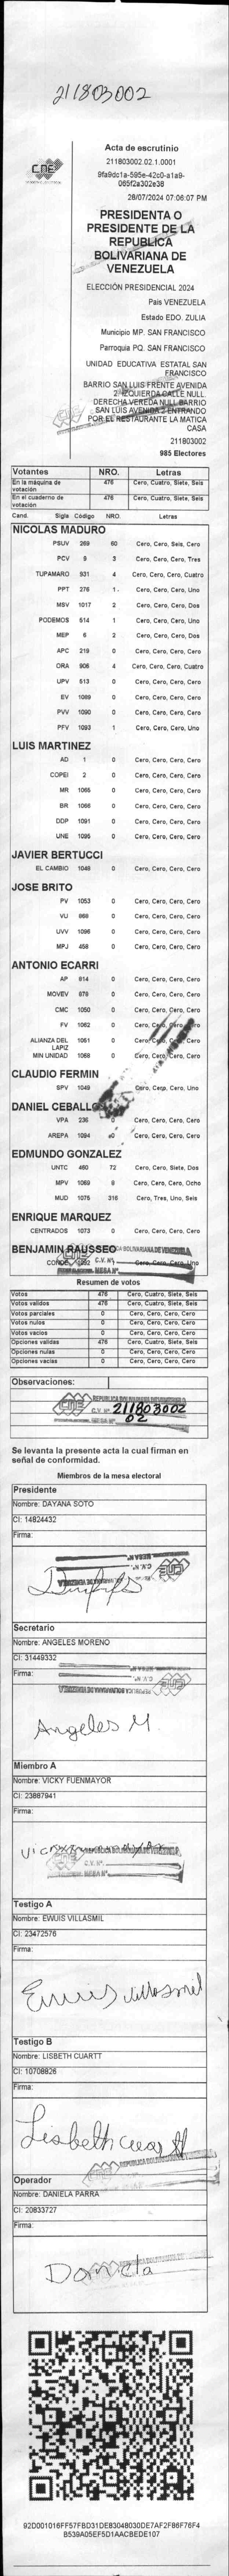 211803002
CNE
Acta de escrutinio
211803002.02.1.0001
9fa9dc1a-595e-42c0-a1a9-
065f2a302e38
28/07/2024 07:06:07 PM
PRESIDENTA O
PRESIDENTE DE LA
REPUBLICA
BOLIVARIANA DE
VENEZUELA
ELECCIÓN PRESIDENCIAL 2024
País VENEZUELA
Estado EDO. ZULIA
Municipio MP. SAN FRANCISCO
Parroquia PQ. SAN FRANCISCO
UNIDAD EDUCATIVA ESTATAL SAN
FRANCISCO
BARRIO SAN LUIS FRENTE AVENIDA
IZQUIERDA CALLE NULL.
DERECHA VEREDA NULL BARRIO
SAN LUIS AVENIDA 2 ENTRANDO
POR EL RESTAURANTE LA MATICA
CASA
211803002
985 Electores
Votantes NRO. Letras
En la máquina de votación 476 Cero, Cuatro, Siete, Seis
En el cuaderno de votación 476 Cero, Cuatro, Siete, Seis
Cand. Sigla Código NRO. Letras
NICOLAS MADURO
PSUV 269 60 Cero, Cero, Seis, Cero
PCV 9 3 Cero, Cero, Cero, Tres
TUPAMARO 931 4 Cero, Cero, Cero, Cuatro
PPT 276 1 Cero, Cero, Cero, Uno
MSV 1017 2 Cero, Cero, Cero, Dos
PODEMOS 514 1 Cero, Cero, Cero, Uno
MEP 6 2 Cero, Cero, Cero, Dos
APC 219 0 Cero, Cero, Cero, Cero
ORA 906 4 Cero, Cero, Cero, Cuatro
UPV 513 0 Cero, Cero, Cero, Cero
EV 1089 0 Cero, Cero, Cero, Cero
PVV 1090 0 Cero, Cero, Cero, Cero
PFV 1093 1 Cero, Cero, Cero, Uno
LUIS MARTINEZ
AD 1 0 Cero, Cero, Cero, Cero
COPEI 2 0 Cero, Cero, Cero, Cero
MR 1065 0 Cero, Cero, Cero, Cero
BR 1066 0 Cero, Cero, Cero, Cero
DDP 1091 0 Cero, Cero, Cero, Cero
UNE 1095 0 Cero, Cero, Cero, Cero
JAVIER BERTUCCI
EL CAMBIO 1048 0 Cero, Cero, Cero, Cero
JOSE BRITO
PV 1053 0 Cero, Cero, Cero, Cero
VU 868 0 Cero, Cero, Cero, Cero
UVV 1096 0 Cero, Cero, Cero, Cero
MPJ 458 0 Cero, Cero, Cero, Cero
ANTONIO ECARRI
AP 814 0 Cero, Cero, Cero, Cero
MOVEV 879 0 Cero, Cero, Cero, Cero
CMC 1050 0 Cero, Cero, Cero, Cero
FV 1062 0 Cero, Cero, Cero, Cero
ALIANZA DEL LAPIZ 1061 0 Cero, Cero, Cero, Cero
MIN UNIDAD 1068 0 Cero, Cero, Cero, Cero
CLAUDIO FERMIN
SPV 1049 Cero, Cero, Cero, Uno
DANIEL CEBALLO
VPA 236 Cero, Cero, Cero, Cero
AREPA 1084 0 Cero, Cero, Cero, Cero
EDMUNDO GONZALEZ
UNTC 460 72 Cero, Cero, Siete, Dos
MPV 1069 8 Cero, Cero, Cero, Ocho
MUD 1075 316 Cero, Tres, Uno, Seis
ENRIQUE MARQUEZ
CENTRADOS 1073 0 Cero, Cero, Cero, Cero
BENJAMIN RAUSSEO
CONDE Cero, Cero, Cero, Uno
Resumen de votos
Votos 476 Cero, Cuatro, Siete, Seis
Votos validos 476 Cero, Cuatro, Siete, Seis
Votos parciales 0 Cero, Cero, Cero, Cero
Votos nulos 0 Cero, Cero, Cero, Cero
Votos vacios 0 Cero, Cero, Cero, Cero
Opciones validas 476 Cero, Cuatro, Siete, Seis
Opciones nulas 0 Cero, Cero, Cero, Cero
Opciones vacias 0 Cero, Cero, Cero, Cero
Observaciones:
CNE REPUBLICA BOLIVARIANA DE VENEZUELA
C.V. Nº. 211803002
MESA Nº. 02
Se levanta la presente acta la cual firman en
señal de conformidad.
Miembros de la mesa electoral
Presidente
Nombre: DAYANA SOTO
CI: 14824432
Firma:
Secretario
Nombre: ANGELES MORENO
CI: 31449332
Firma:
Angeles M.
Miembro A
Nombre: VICKY FUENMAYOR
CI: 23887941
Firma:
Testigo A
Nombre: EWUIS VILLASMIL
CI: 23472576
Firma:
Testigo B
Nombre: LISBETH CUARTT
CI: 10708826
Firma:
Lisbeth Cuartt
Operador
Nombre: DANIELA PARRA
CI: 20833727
Firma:
Daniela
92D001016FF57FBD31DE83048030DE7AF2F86F76F4
B539A05EF5D1AACBEDE107